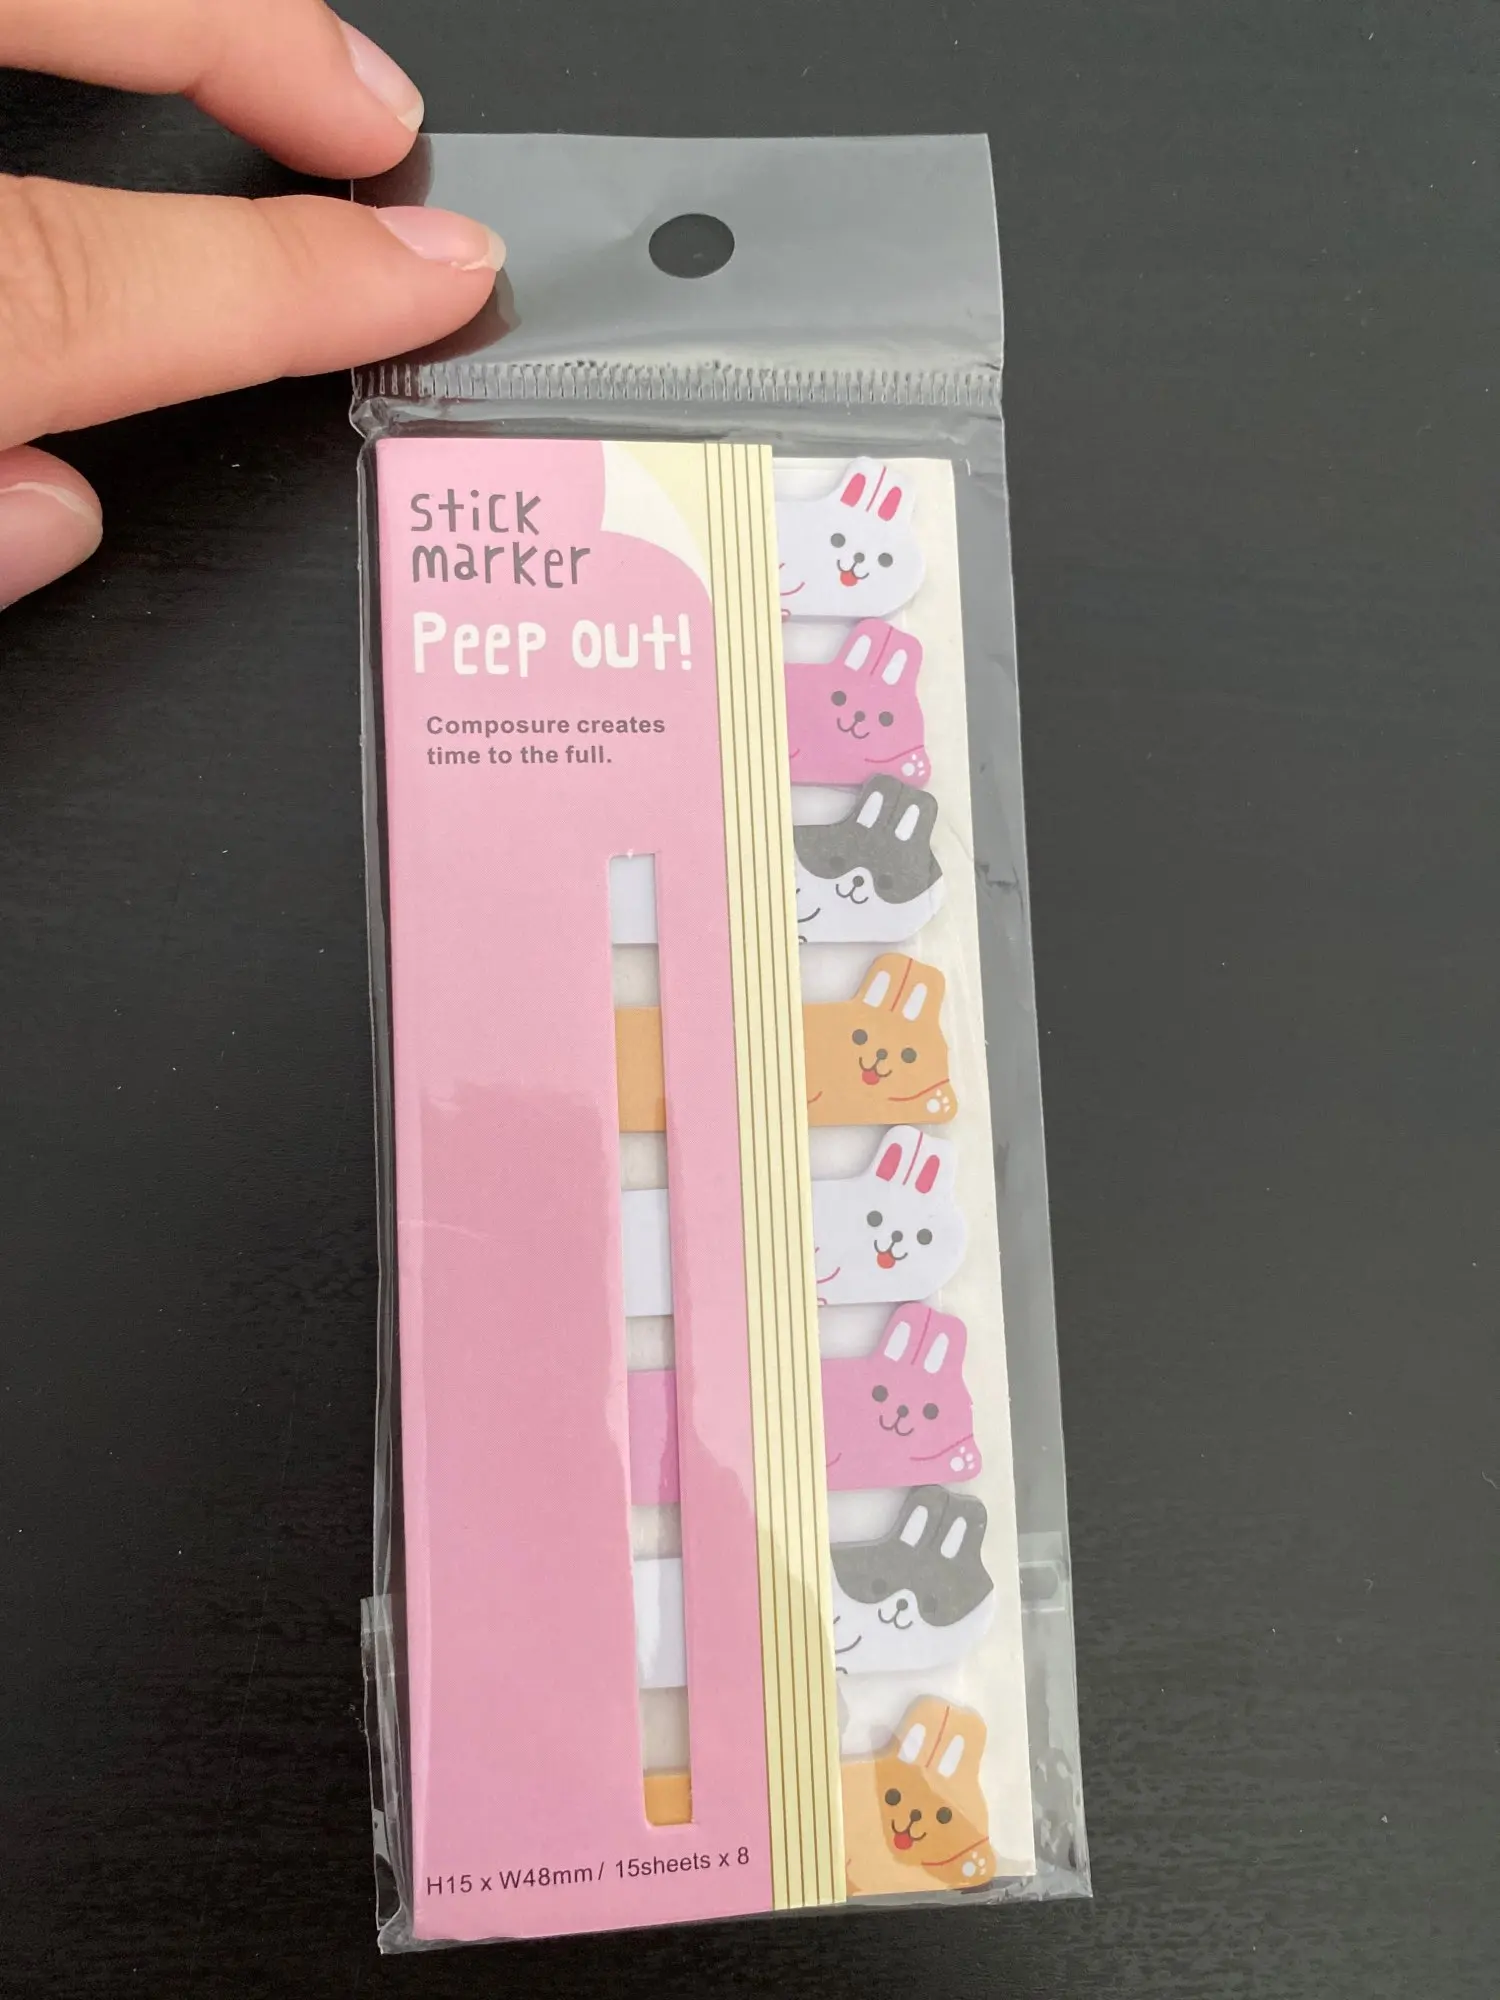 stick
marker
Peep out!
Composure creates
time to the full.
H15 x W48mm / 15sheets x 8